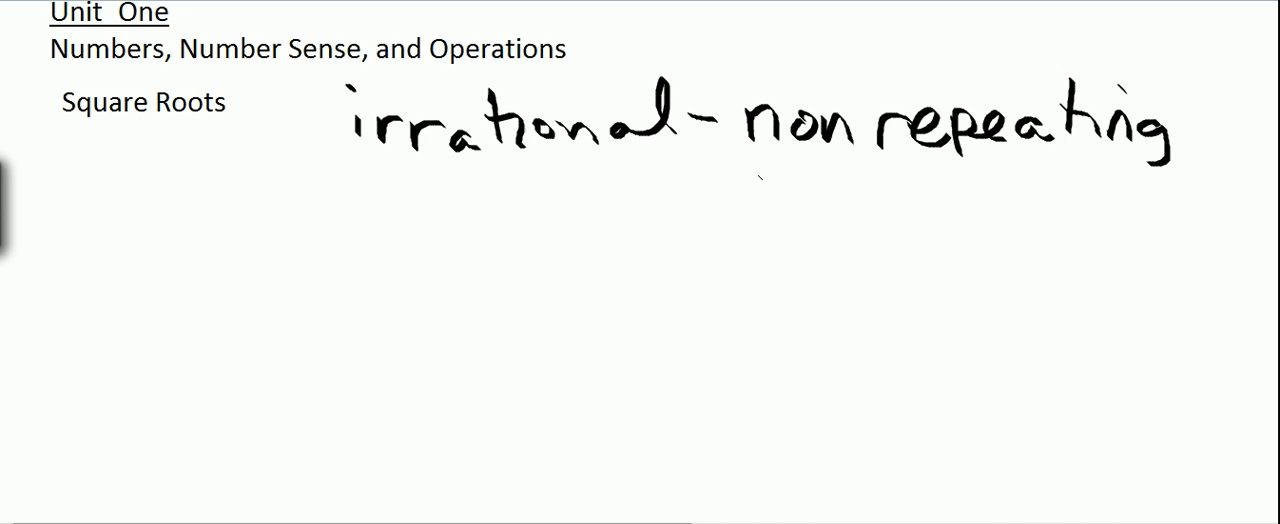 Unit One
Numbers, Number Sense, and Operations
Square Roots
irrational - non repeating